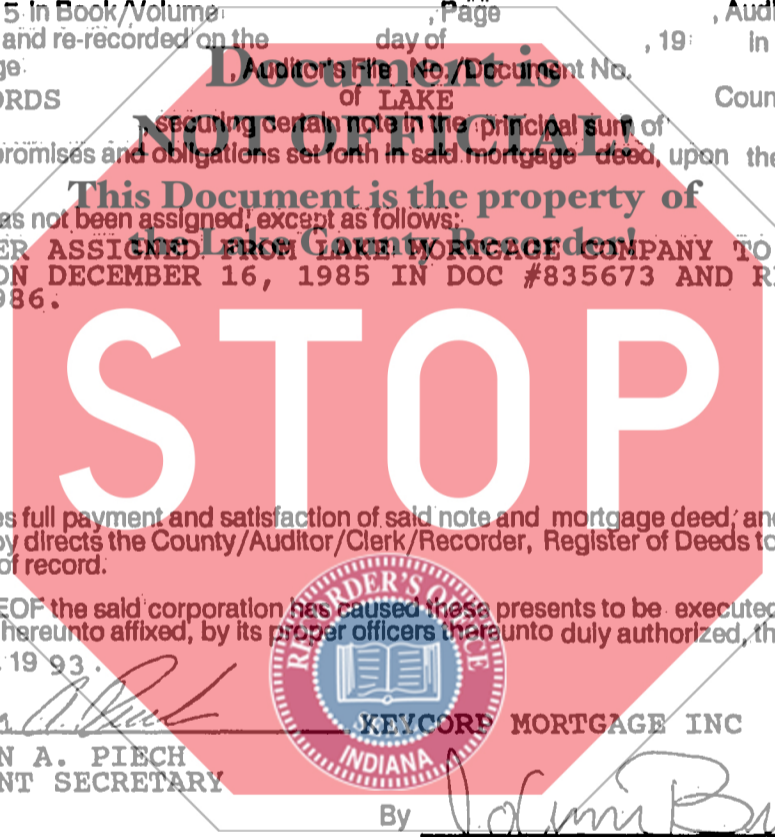 5 in Book/Volume , Page , Audi
and re-recorded on the day of , 19 in
ge , Auditor's File No./Document No.
Document is
ORDS of LAKE Coun
securing certain note in the principal sum of
NOT OFFICIAL!
promises and obligations set forth in said mortgage deed, upon the
This Document is the property of
as not been assigned, except as follows:
the Lake County Recorder!
ER ASSIGNED FROM LAKE MORTGAGE COMPANY TO
ON DECEMBER 16, 1985 IN DOC #835673 AND R
986.
STOP
es full payment and satisfaction of said note and mortgage deed, and
by directs the County/Auditor/Clerk/Recorder, Register of Deeds to
of record.
EOF the said corporation has caused these presents to be executed
hereunto affixed, by its proper officers thereunto duly authorized, th
19 93.
RECORDER'S OFFICE
SEAL
INDIANA
KEYCORP MORTGAGE INC
N A. PIECH
NT SECRETARY
By